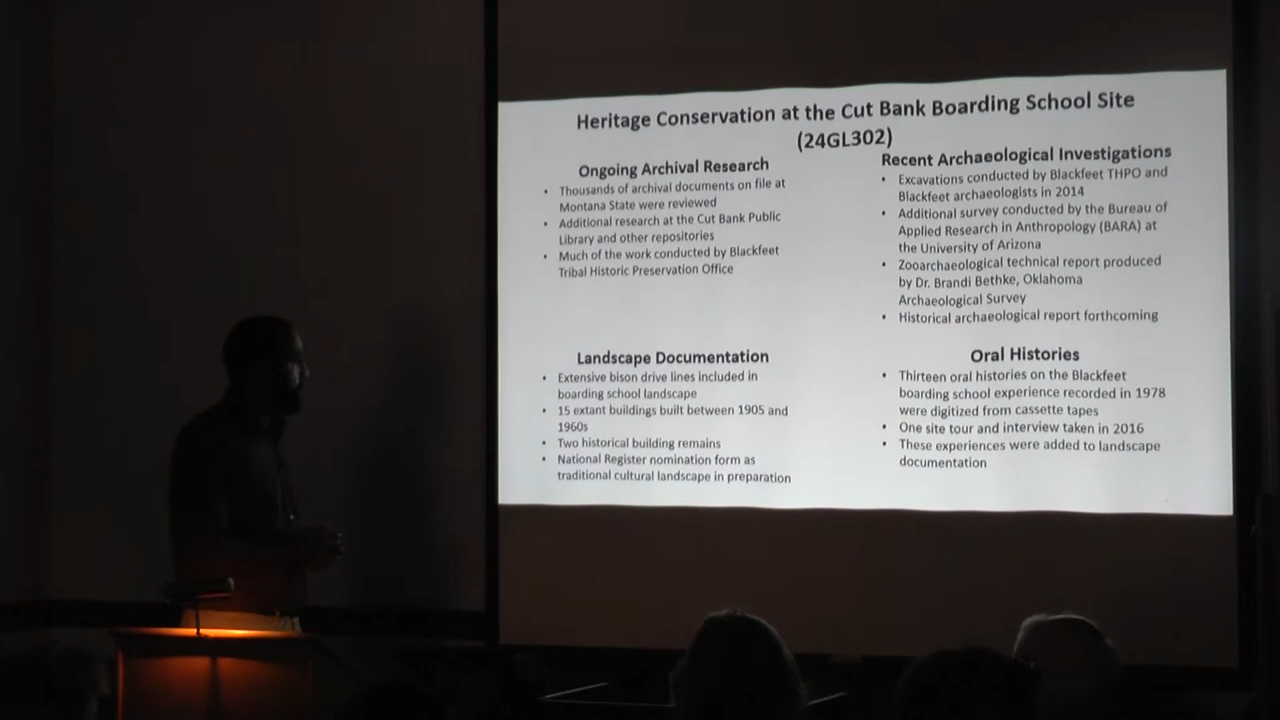 Heritage Conservation at the Cut Bank Boarding School Site
(24GL302)
Ongoing Archival Research
• Thousands of archival documents on file at
Montana State were reviewed
• Additional research at the Cut Bank Public
Library and other repositories
• Much of the work conducted by Blackfeet
Tribal Historic Preservation Office
Recent Archaeological Investigations
• Excavations conducted by Blackfeet THPO and
Blackfeet archaeologists in 2014
• Additional survey conducted by the Bureau of
Applied Research in Anthropology (BARA) at
the University of Arizona
• Zooarchaeological technical report produced
by Dr. Brandi Bethke, Oklahoma
Archaeological Survey
• Historical archaeological report forthcoming
Landscape Documentation
• Extensive bison drive lines included in
boarding school landscape
• 15 extant buildings built between 1905 and
1960s
• Two historical building remains
• National Register nomination form as
traditional cultural landscape in preparation
Oral Histories
• Thirteen oral histories on the Blackfeet
boarding school experience recorded in 1978
were digitized from cassette tapes
• One site tour and interview taken in 2016
• These experiences were added to landscape
documentation